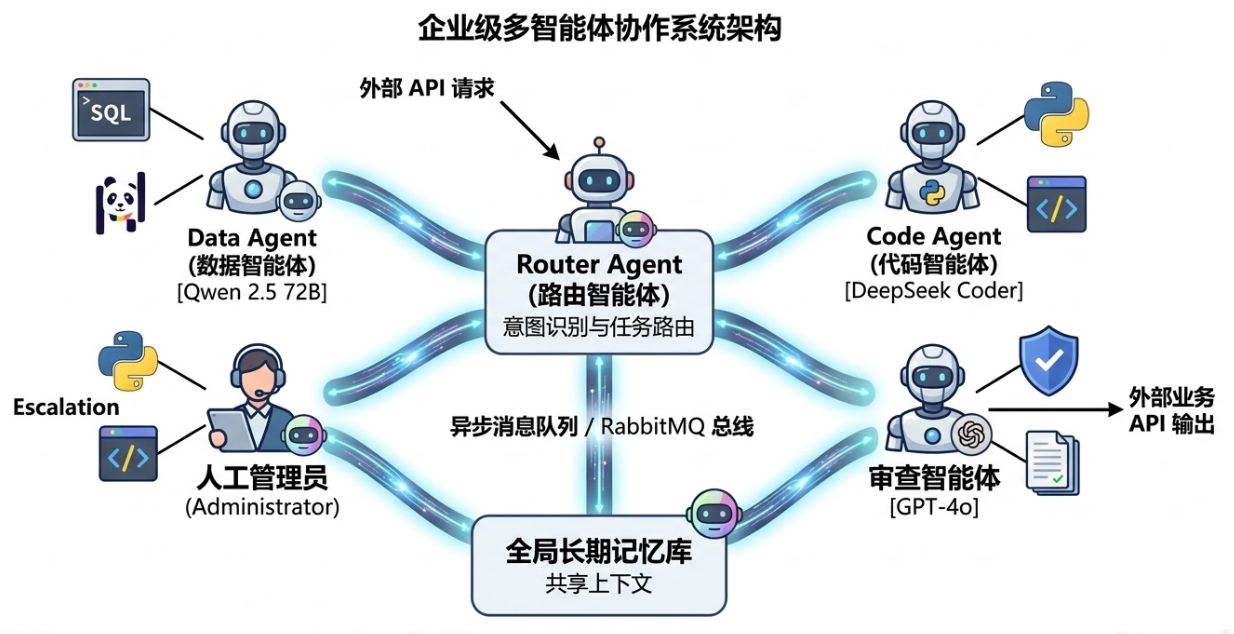 企业级多智能体协作系统架构
外部 API 请求
>SQL
Data Agent
(数据智能体)
[Qwen 2.5 72B]
Router Agent
(路由智能体)
意图识别与任务路由
Code Agent
(代码智能体)
[DeepSeek Coder]
</>
Escalation
</>
人工管理员
(Administrator)
异步消息队列 / RabbitMQ 总线
审查智能体
[GPT-4o]
外部业务
API 输出
全局长期记忆库
共享上下文